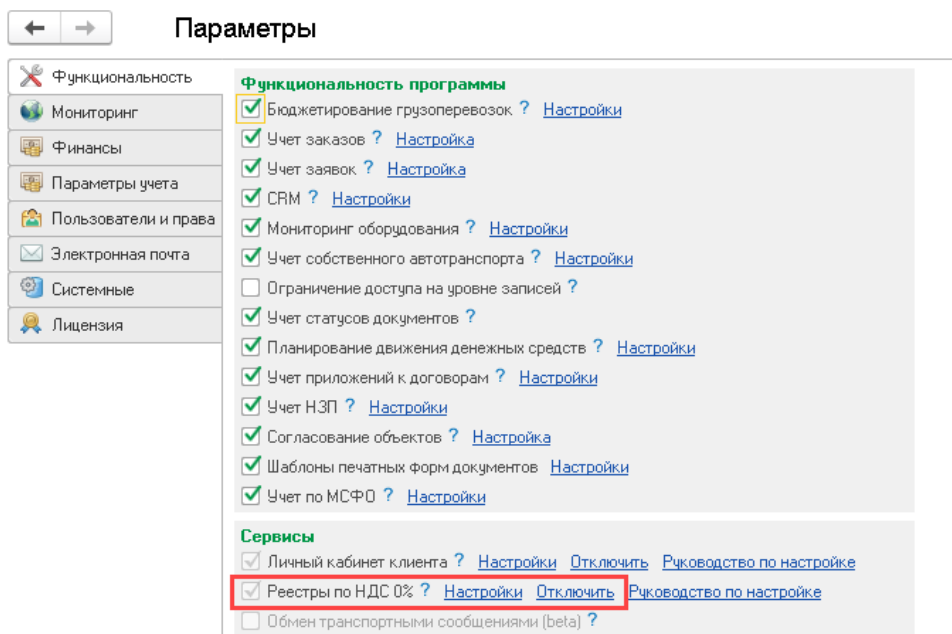 Параметры
Функциональность
Мониторинг
Финансы
Параметры учета
Пользователи и права
Электронная почта
Системные
Лицензия
Функциональность программы
Бюджетирование грузоперевозок ? Настройки
Учет заказов ? Настройка
Учет заявок ? Настройка
CRM ? Настройки
Мониторинг оборудования ? Настройки
Учет собственного автотранспорта ? Настройки
Ограничение доступа на уровне записей ?
Учет статусов документов ?
Планирование движения денежных средств ? Настройки
Учет приложений к договорам ? Настройки
Учет НЗП ? Настройки
Согласование объектов ? Настройка
Шаблоны печатных форм документов Настройки
Учет по МСФО ? Настройки
Сервисы
Личный кабинет клиента ? Настройки Отключить Руководство по настройке
Реестры по НДС 0% ? Настройки Отключить Руководство по настройке
Обмен транспортными сообщениями (beta) ?